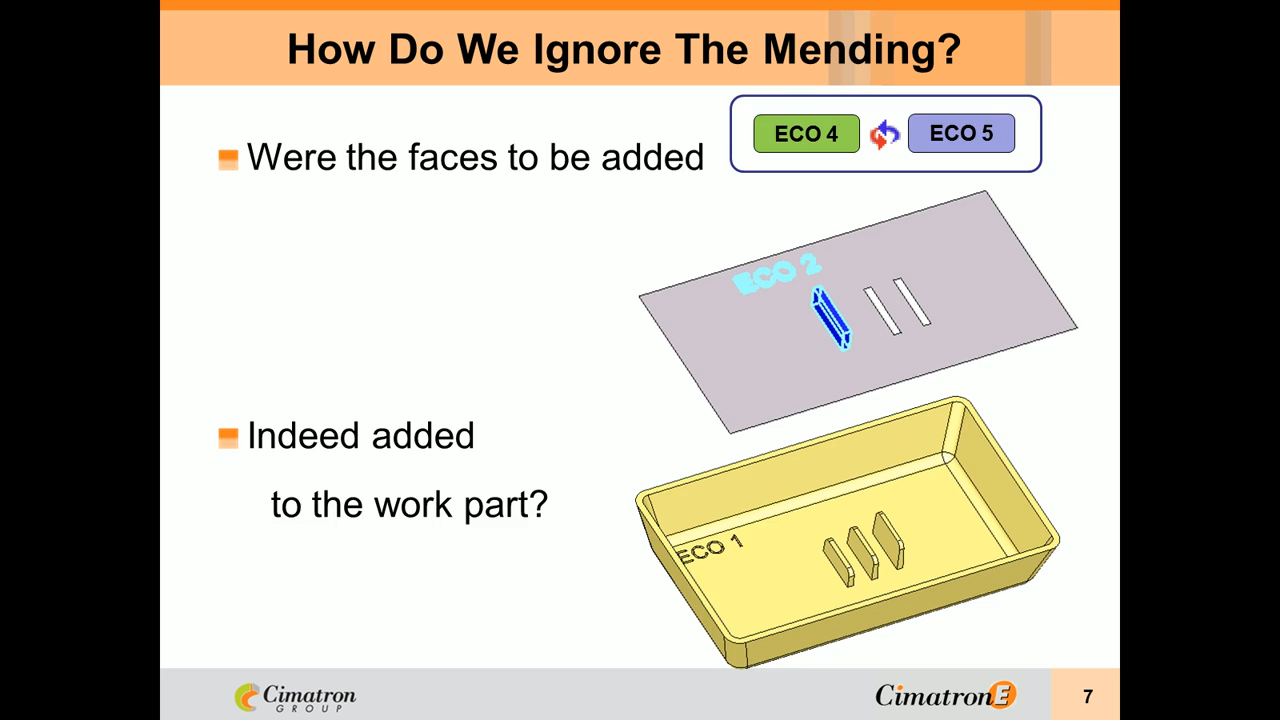 How Do We Ignore The Mending?
ECO 4
ECO 5
Were the faces to be added
ECO 2
Indeed added
to the work part?
ECO 1
Cimatron
GROUP
CimatronE
7